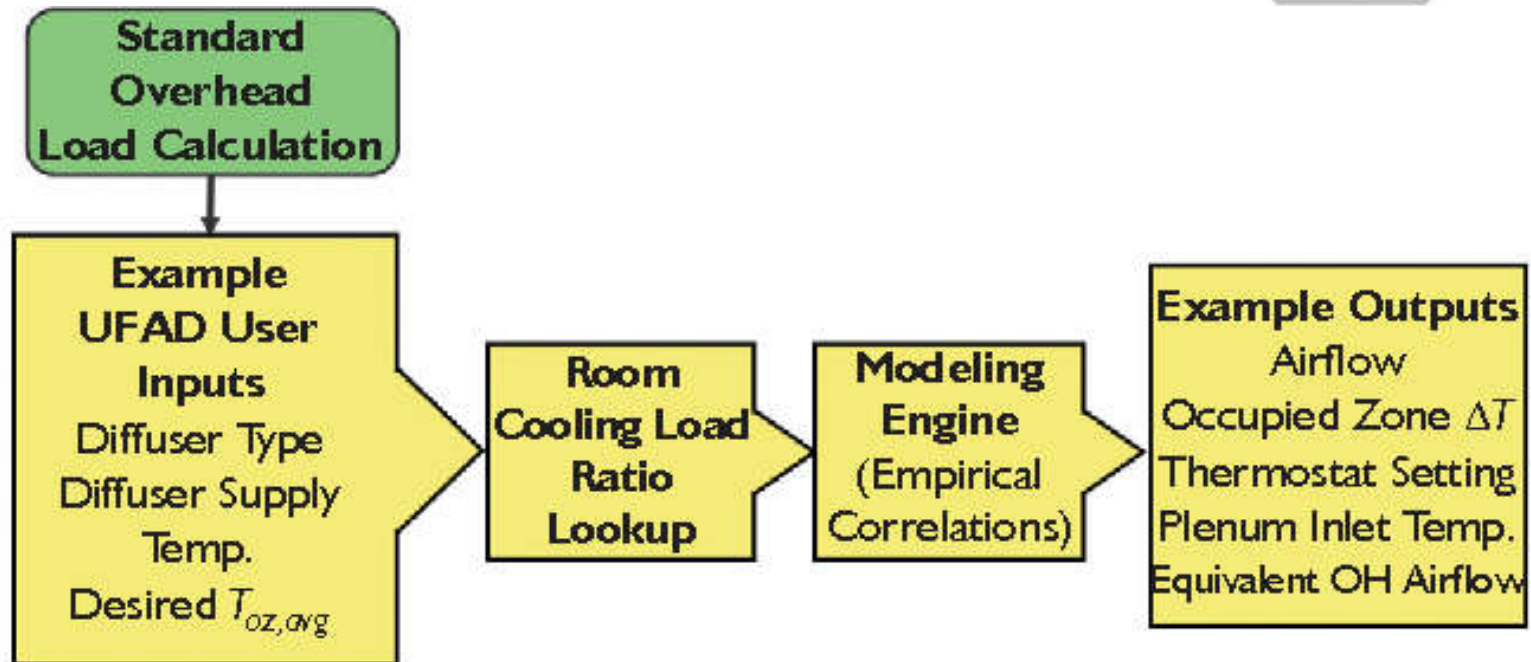 Standard
Overhead
Load Calculation
Example
UFAD User
Inputs
Diffuser Type
Diffuser Supply
Temp.
Desired T_oz,avg
Room
Cooling Load
Ratio
Lookup
Modeling
Engine
(Empirical
Correlations)
Example Outputs
Airflow
Occupied Zone ΔT
Thermostat Setting
Plenum Inlet Temp.
Equivalent OH Airflow